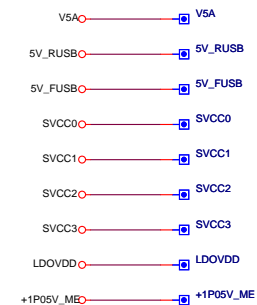 V5A V5A
5V_RUSB 5V_RUSB
5V_FUSB 5V_FUSB
SVCC0 SVCC0
SVCC1 SVCC1
SVCC2 SVCC2
SVCC3 SVCC3
LDOVDD LDOVDD
+1P05V_ME +1P05V_ME